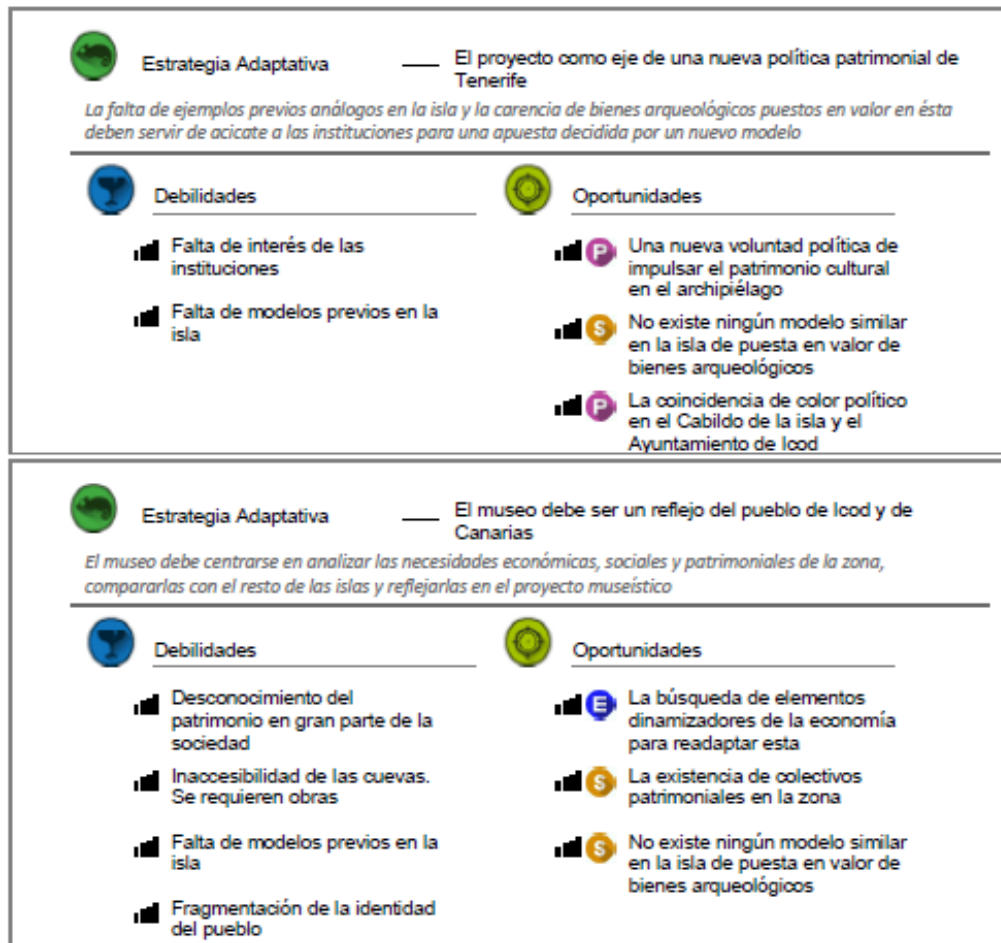 Estrategia Adaptativa
El proyecto como eje de una nueva política patrimonial de
Tenerife
La falta de ejemplos previos análogos en la isla y la carencia de bienes arqueológicos puestos en valor en ésta
deben servir de acicate a las instituciones para una apuesta decidida por un nuevo modelo
Debilidades
Falta de interés de las
instituciones
Falta de modelos previos en la
isla
Oportunidades
P
Una nueva voluntad política de
impulsar el patrimonio cultural
en el archipiélago
S
No existe ningún modelo similar
en la isla de puesta en valor de
bienes arqueológicos
P
La coincidencia de color político
en el Cabildo de la isla y el
Ayuntamiento de Icod
Estrategia Adaptativa
El museo debe ser un reflejo del pueblo de Icod y de
Canarias
El museo debe centrarse en analizar las necesidades económicas, sociales y patrimoniales de la zona,
compararlas con el resto de las islas y reflejarlas en el proyecto museístico
Debilidades
Desconocimiento del
patrimonio en gran parte de la
sociedad
Inaccesibilidad de las cuevas.
Se requieren obras
Falta de modelos previos en la
isla
Fragmentación de la identidad
del pueblo
Oportunidades
E
La búsqueda de elementos
dinamizadores de la economía
para readaptar esta
S
La existencia de colectivos
patrimoniales en la zona
S
No existe ningún modelo similar
en la isla de puesta en valor de
bienes arqueológicos